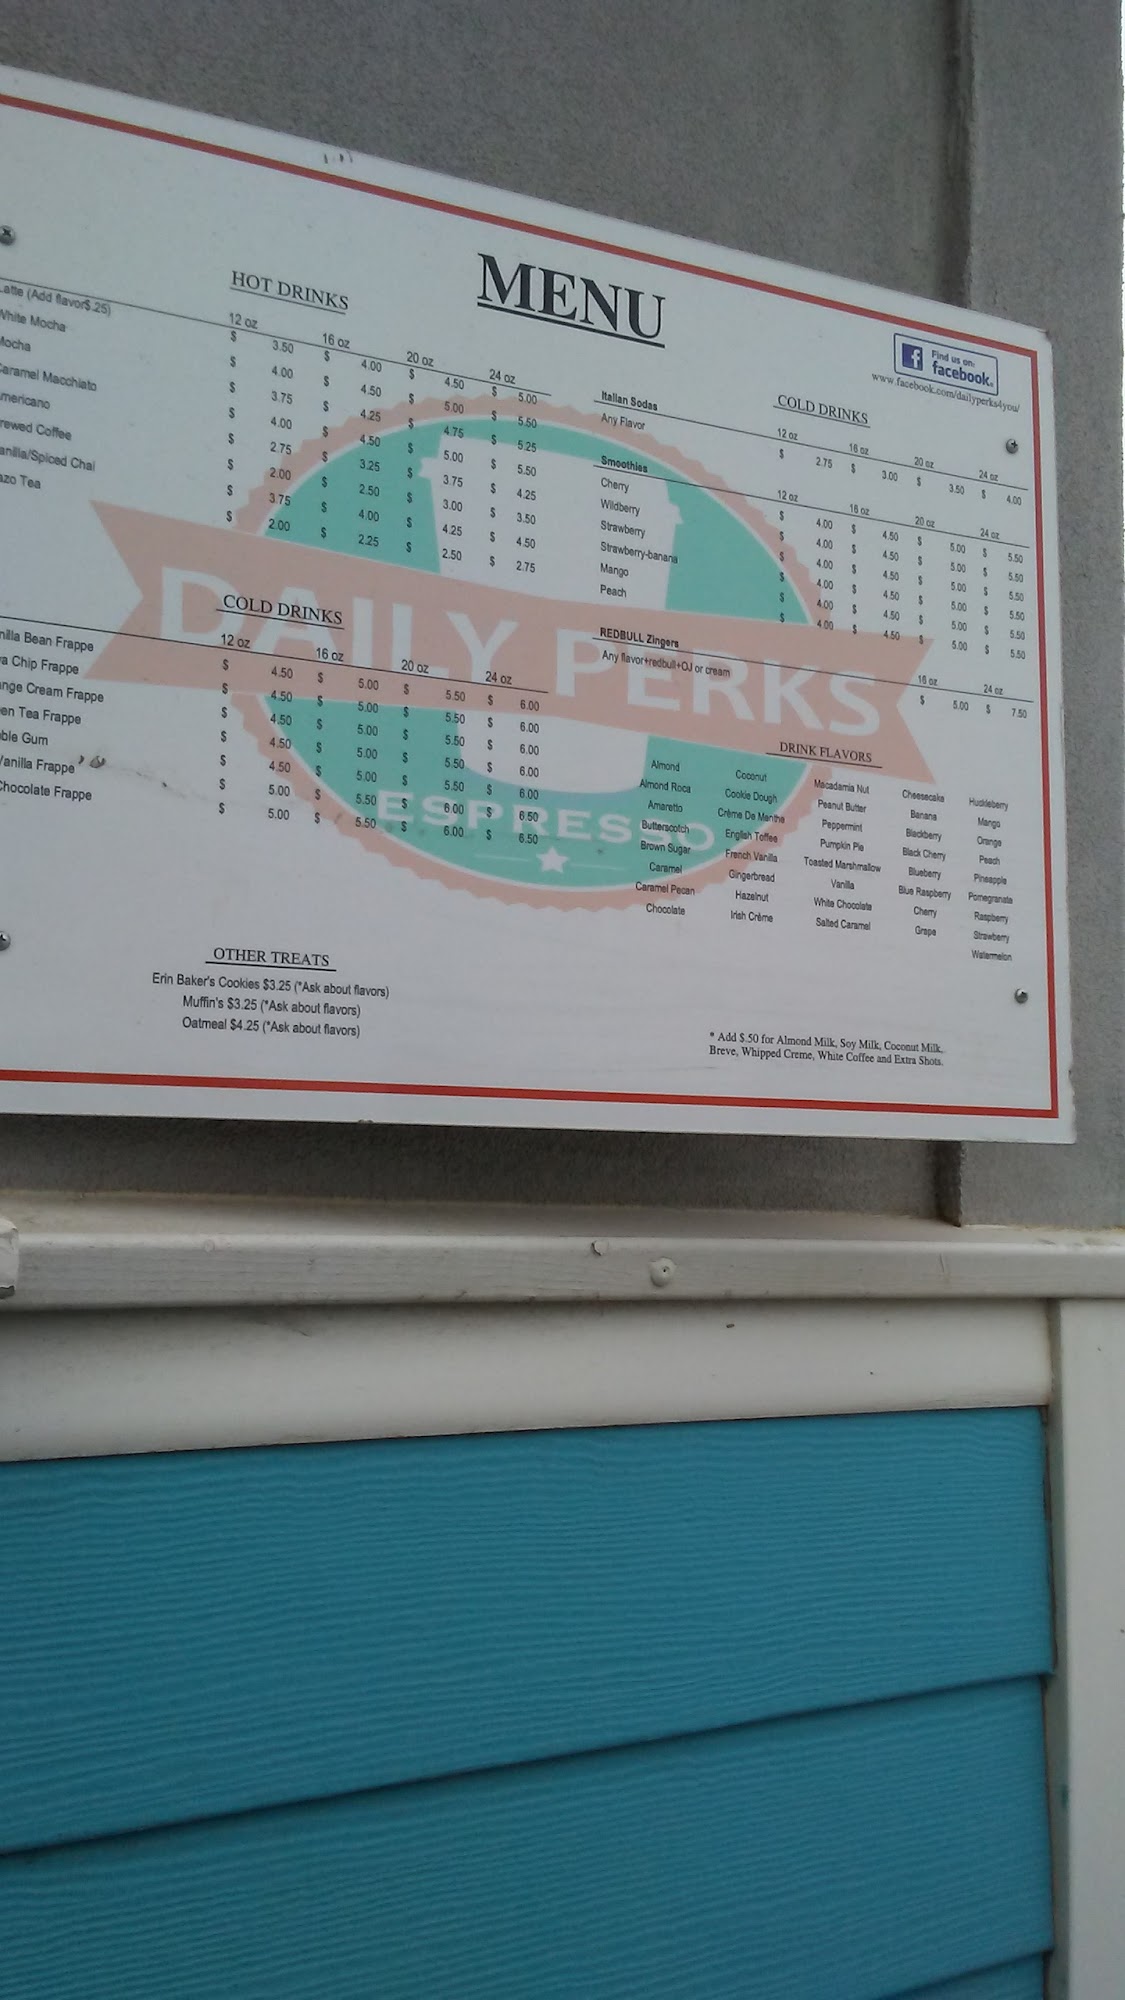 MENU
HOT DRINKS
12 oz 16 oz 20 oz 24 oz
Latte (Add flavor$.25) $ 3.50 $ 4.00 $ 4.50 $ 5.00
White Mocha $ 4.00 $ 4.50 $ 5.00 $ 5.50
Mocha $ 3.75 $ 4.25 $ 4.75 $ 5.25
Caramel Macchiato $ 4.00 $ 4.50 $ 5.00 $ 5.50
mericano $ 2.75 $ 3.25 $ 3.75 $ 4.25
rewed Coffee $ 2.00 $ 2.50 $ 3.00 $ 3.50
anilla/Spiced Chai $ 3.75 $ 4.00 $ 4.25 $ 4.50
azo Tea $ 2.00 $ 2.25 $ 2.50 $ 2.75
COLD DRINKS
12 oz 16 oz 20 oz 24 oz
nilla Bean Frappe $ 4.50 $ 5.00 $ 5.50 $ 6.00
a Chip Frappe $ 4.50 $ 5.00 $ 5.50 $ 6.00
nge Cream Frappe $ 4.50 $ 5.00 $ 5.50 $ 6.00
en Tea Frappe $ 4.50 $ 5.00 $ 5.50 $ 6.00
ble Gum $ 4.50 $ 5.00 $ 5.50 $ 6.00
Vanilla Frappe $ 5.00 $ 5.50 $ 6.00 $ 6.50
Chocolate Frappe $ 5.00 $ 5.50 $ 6.00 $ 6.50
OTHER TREATS
Erin Baker's Cookies $3.25 (*Ask about flavors)
Muffin's $3.25 (*Ask about flavors)
Oatmeal $4.25 (*Ask about flavors)
Find us on:
facebook.
www.facebook.com/dailyperks4you/
COLD DRINKS
Italian Sodas 12 oz 16 oz 20 oz 24 oz
Any Flavor $ 2.75 $ 3.00 $ 3.50 $ 4.00
Smoothies 12 oz 16 oz 20 oz 24 oz
Cherry $ 4.00 $ 4.50 $ 5.00 $ 5.50
Wildberry $ 4.00 $ 4.50 $ 5.00 $ 5.50
Strawberry $ 4.00 $ 4.50 $ 5.00 $ 5.50
Strawberry-banana $ 4.00 $ 4.50 $ 5.00 $ 5.50
Mango $ 4.00 $ 4.50 $ 5.00 $ 5.50
Peach $ 4.00 $ 4.50 $ 5.00 $ 5.50
REDBULL Zingers 16 oz 24 oz
Any flavor+redbull+OJ or cream $ 5.00 $ 7.50
DRINK FLAVORS
Almond Coconut Macadamia Nut Cheesecake Huckleberry
Almond Roca Cookie Dough Peanut Butter Banana Mango
Amaretto Crème De Menthe Peppermint Blackberry Orange
Butterscotch English Toffee Pumpkin Pie Black Cherry Peach
Brown Sugar French Vanilla Toasted Marshmallow Blueberry Pineapple
Caramel Gingerbread Vanilla Blue Raspberry Pomegranate
Caramel Pecan Hazelnut White Chocolate Cherry Raspberry
Chocolate Irish Crème Salted Caramel Grape Strawberry
Watermelon
* Add $.50 for Almond Milk, Soy Milk, Coconut Milk,
Breve, Whipped Creme, White Coffee and Extra Shots.
DAILY PERKS
ESPRESSO